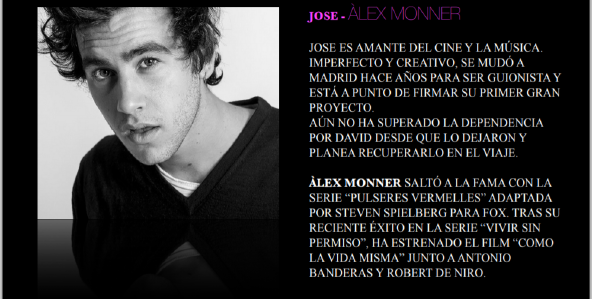 JOSE - ÀLEX MONNER
JOSE ES AMANTE DEL CINE Y LA MÚSICA.
IMPERFECTO Y CREATIVO, SE MUDÓ A
MADRID HACE AÑOS PARA SER GUIONISTA Y
ESTÁ A PUNTO DE FIRMAR SU PRIMER GRAN
PROYECTO.
AÚN NO HA SUPERADO LA DEPENDENCIA
POR DAVID DESDE QUE LO DEJARON Y
PLANEA RECUPERARLO EN EL VIAJE.
ÀLEX MONNER SALTÓ A LA FAMA CON LA
SERIE “PULSERES VERMELLES” ADAPTADA
POR STEVEN SPIELBERG PARA FOX. TRAS SU
RECIENTE ÉXITO EN LA SERIE “VIVIR SIN
PERMISO”, HA ESTRENADO EL FILM “COMO
LA VIDA MISMA” JUNTO A ANTONIO
BANDERAS Y ROBERT DE NIRO.